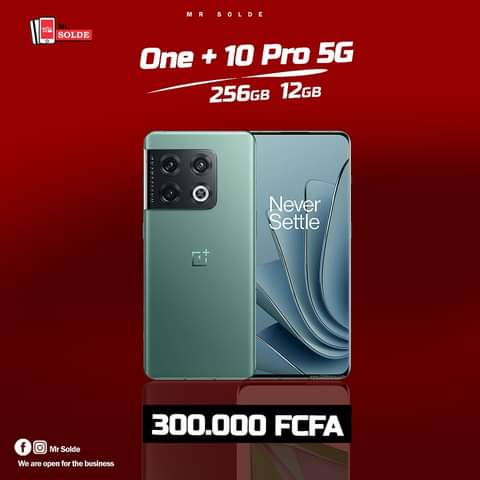 MR SOLDE
Mr.
SOLDE
One + 10 Pro 5G
256GB 12GB
Never
Settle
300.000 FCFA
Mr Solde
We are open for the business